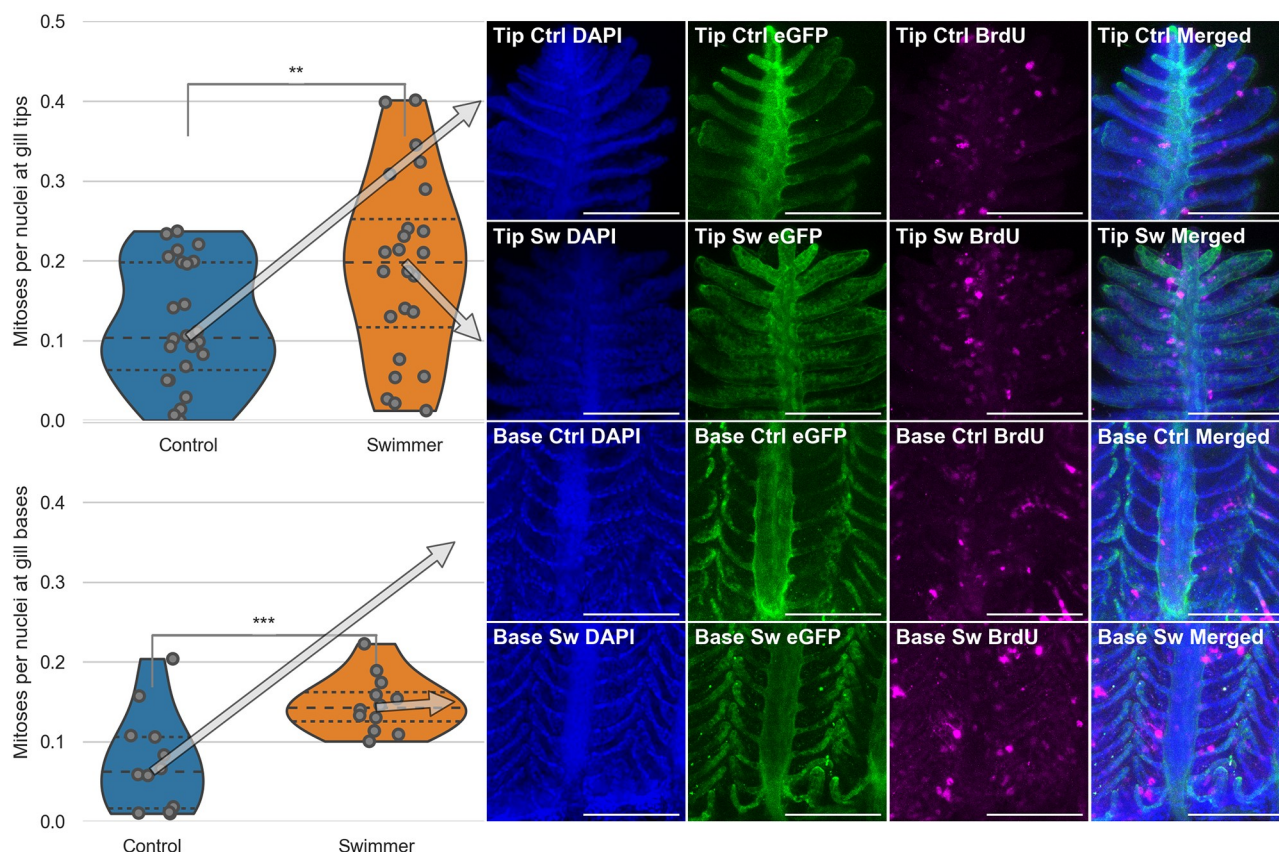 Mitoses per nuclei at gill tips
0.5
0.4
0.3
0.2
0.1
0.0
**
Control
Swimmer
Mitoses per nuclei at gill bases
0.4
0.3
0.2
0.1
0.0
***
Control
Swimmer
Tip Ctrl DAPI
Tip Ctrl eGFP
Tip Ctrl BrdU
Tip Ctrl Merged
Tip Sw DAPI
Tip Sw eGFP
Tip Sw BrdU
Tip Sw Merged
Base Ctrl DAPI
Base Ctrl eGFP
Base Ctrl BrdU
Base Ctrl Merged
Base Sw DAPI
Base Sw eGFP
Base Sw BrdU
Base Sw Merged